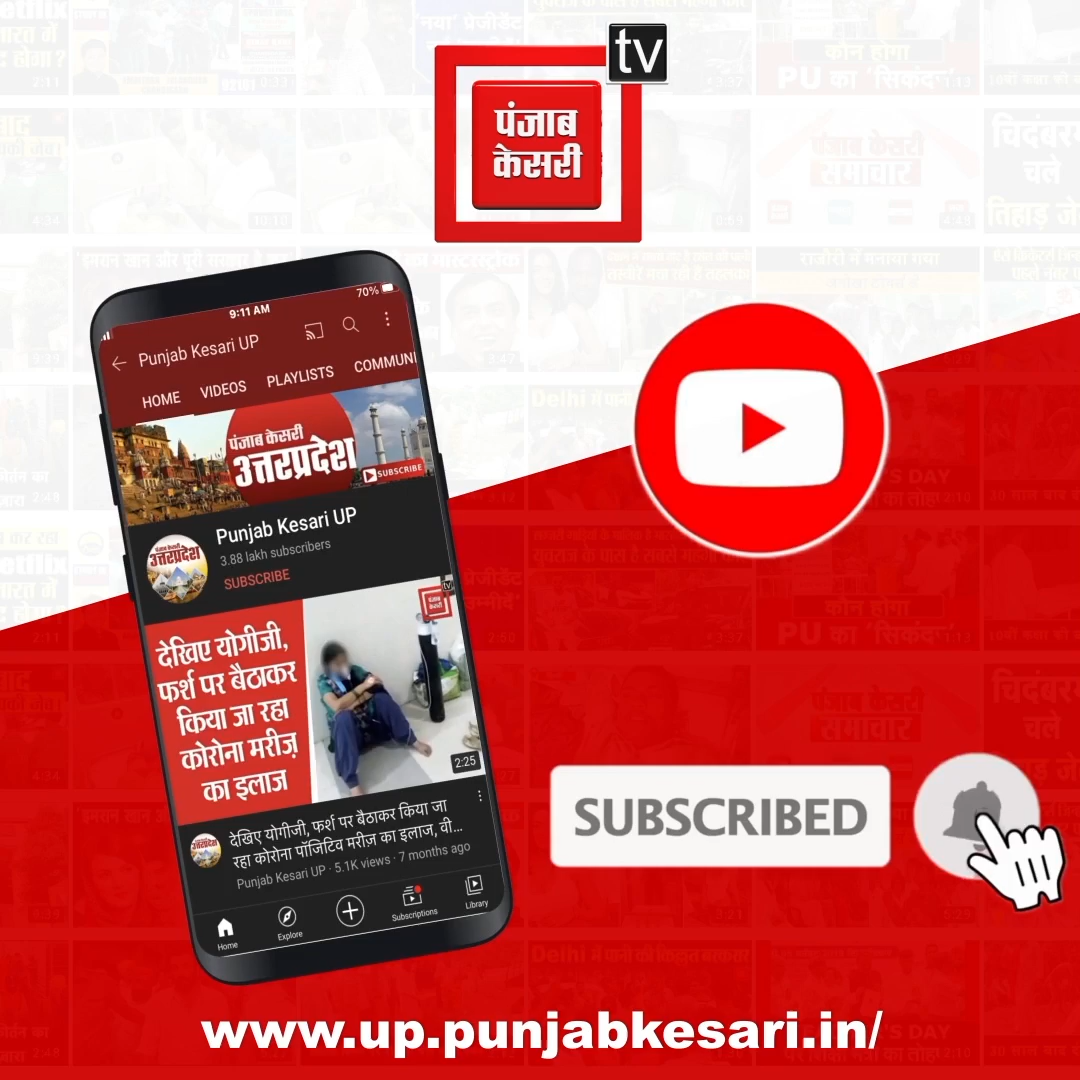 tv
पंजाब
केसरी
9:11 AM
70%
Punjab Kesari UP
HOME VIDEOS PLAYLISTS COMMUNI
पंजाब केसरी
उत्तरप्रदेश
SUBSCRIBE
Punjab Kesari UP
3.88 lakh subscribers
SUBSCRIBE
देखिए योगीजी,
फर्श पर बैठाकर
किया जा रहा
कोरोना मरीज़
का इलाज
2:25
देखिए योगीजी, फर्श पर बैठाकर किया जा
रहा कोरोना पॉजिटिव मरीज़ का इलाज, वी...
Punjab Kesari UP · 5.1K views · 7 months ago
Home Explore Subscriptions Library
SUBSCRIBED
www.up.punjabkesari.in/